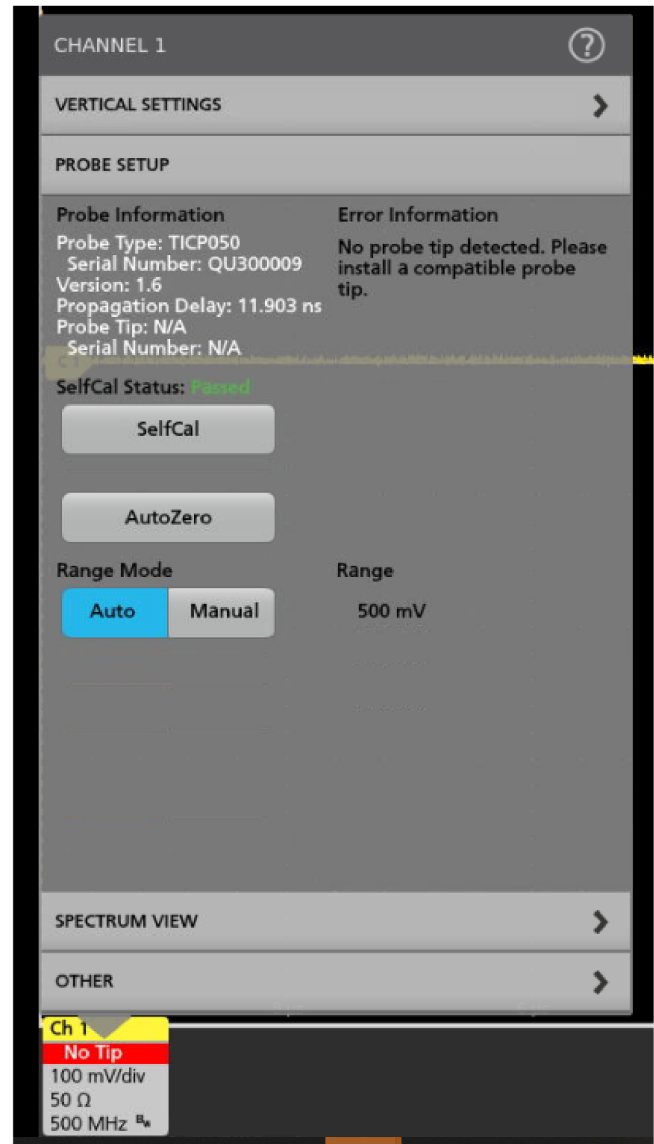 CHANNEL 1
?
VERTICAL SETTINGS
PROBE SETUP
Probe Information
Probe Type: TICP050
Serial Number: QU300009
Version: 1.6
Propagation Delay: 11.903 ns
Probe Tip: N/A
Serial Number: N/A
Error Information
No probe tip detected. Please
install a compatible probe
tip.
C1
SelfCal Status: Passed
SelfCal
AutoZero
Range Mode
Auto
Manual
Range
500 mV
SPECTRUM VIEW
OTHER
Ch 1
No Tip
100 mV/div
50 Ω
500 MHz Bw